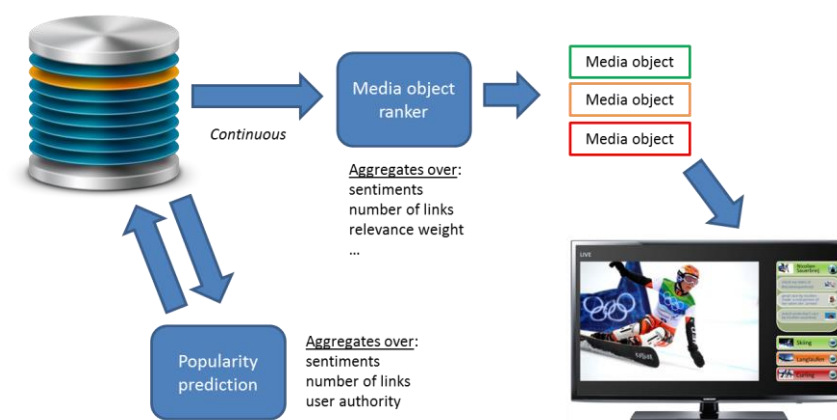 Continuous
Media object
ranker
Aggregates over:
sentiments
number of links
relevance weight
...
Media object
Media object
Media object
Popularity
prediction
Aggregates over:
sentiments
number of links
user authority
LIVE
Skiing
Langlaufen
Curling